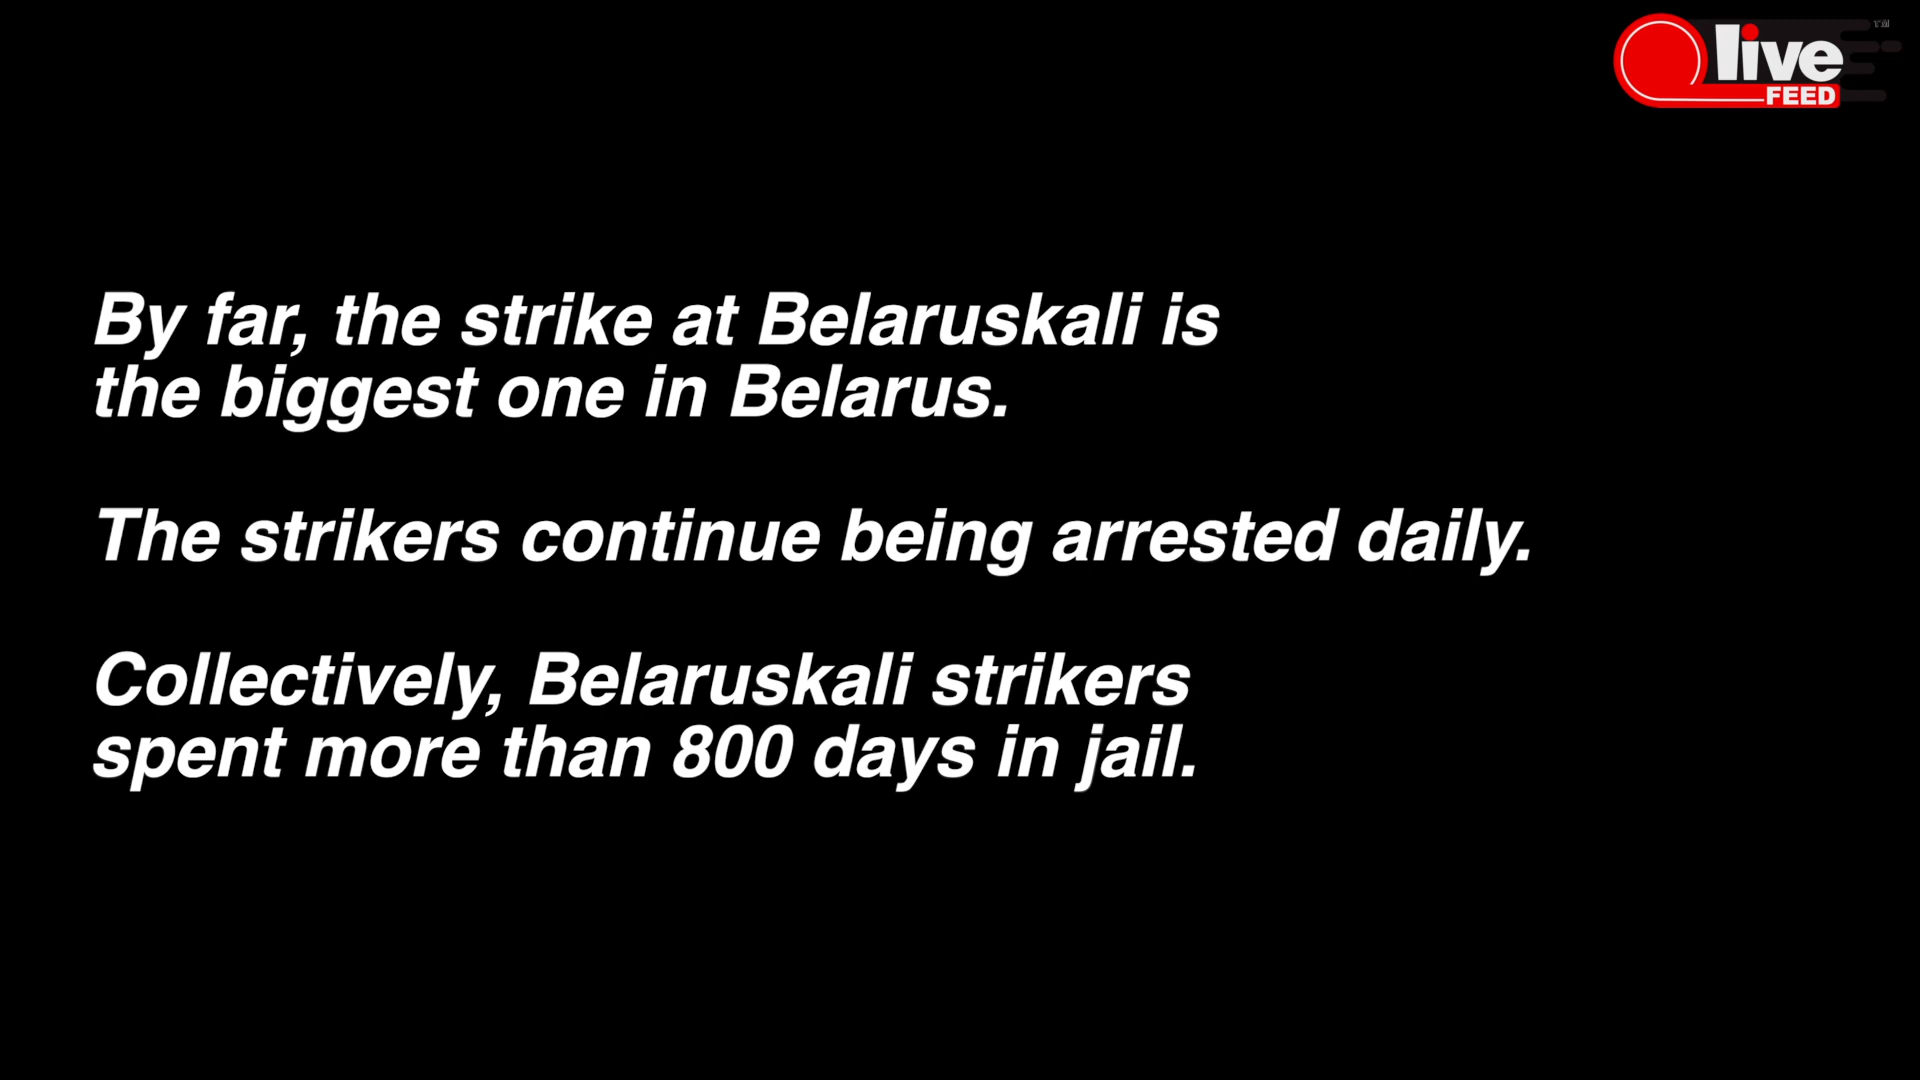 live
FEED
By far, the strike at Belaruskali is
the biggest one in Belarus.
The strikers continue being arrested daily.
Collectively, Belaruskali strikers
spent more than 800 days in jail.